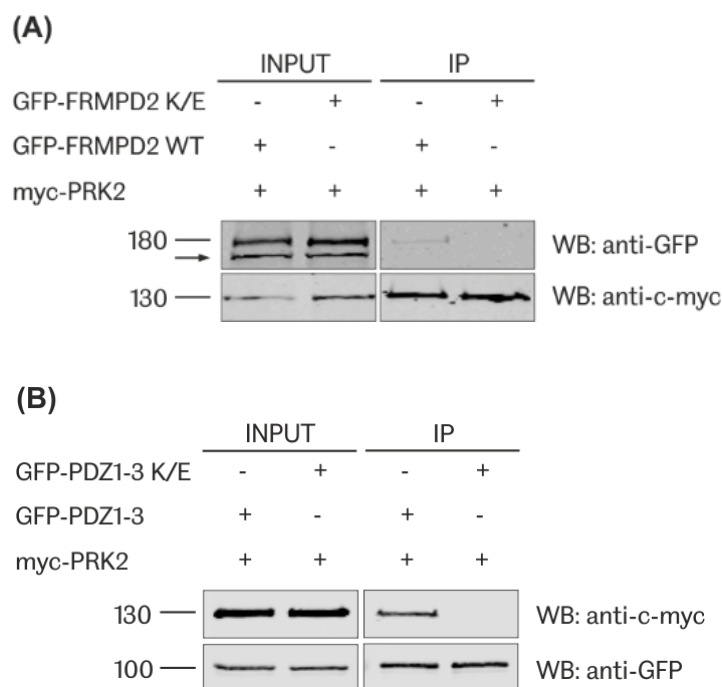 (A)
INPUT IP
GFP-FRMPD2 K/E - + - +
GFP-FRMPD2 WT + - + -
myc-PRK2 + + + +
180 WB: anti-GFP
130 WB: anti-c-myc
(B)
INPUT IP
GFP-PDZ1-3 K/E - + - +
GFP-PDZ1-3 + - + -
myc-PRK2 + + + +
130 WB: anti-c-myc
100 WB: anti-GFP